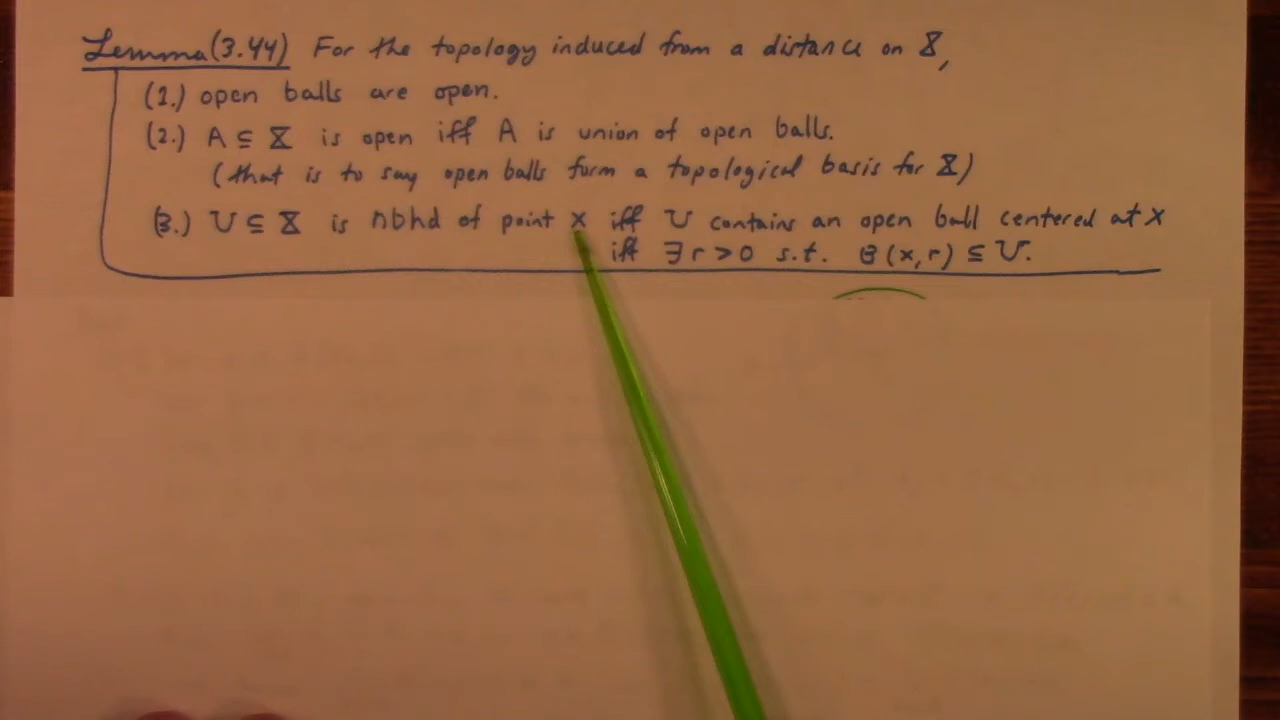 Lemma (3.44) For the topology induced from a distance on X,
(1.) open balls are open.
(2.) A ⊆ X is open iff A is union of open balls.
(that is to say open balls form a topological basis for X)
(3.) U ⊆ X is nbhd of point x iff U contains an open ball centered at x
iff ∃ r > 0 s.t. B(x, r) ⊆ U.